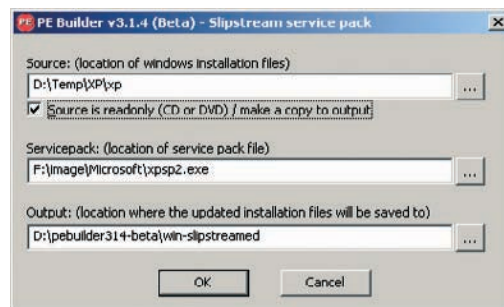 PE PE Builder v3.1.4 (Beta) - Slipstream service pack
Source: (location of windows installation files)
D:\Temp\XP\xp
...
Source is readonly (CD or DVD) / make a copy to output
Servicepack: (location of service pack file)
F:\Image\Microsoft\xpsp2.exe
...
Output: (location where the updated installation files will be saved to)
D:\pebuilder314-beta\win-slipstreamed
...
OK Cancel